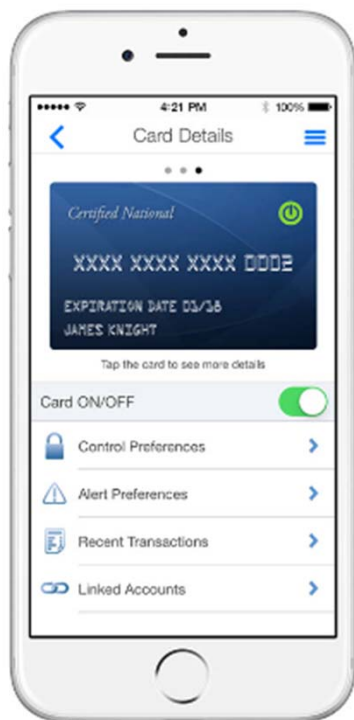 4:21 PM
100%
Card Details
Certified National
XXXX XXXX XXXX 0002
EXPIRATION DATE 01/18
JAMES KNIGHT
Tap the card to see more details
Card ON/OFF
Control Preferences
Alert Preferences
Recent Transactions
Linked Accounts